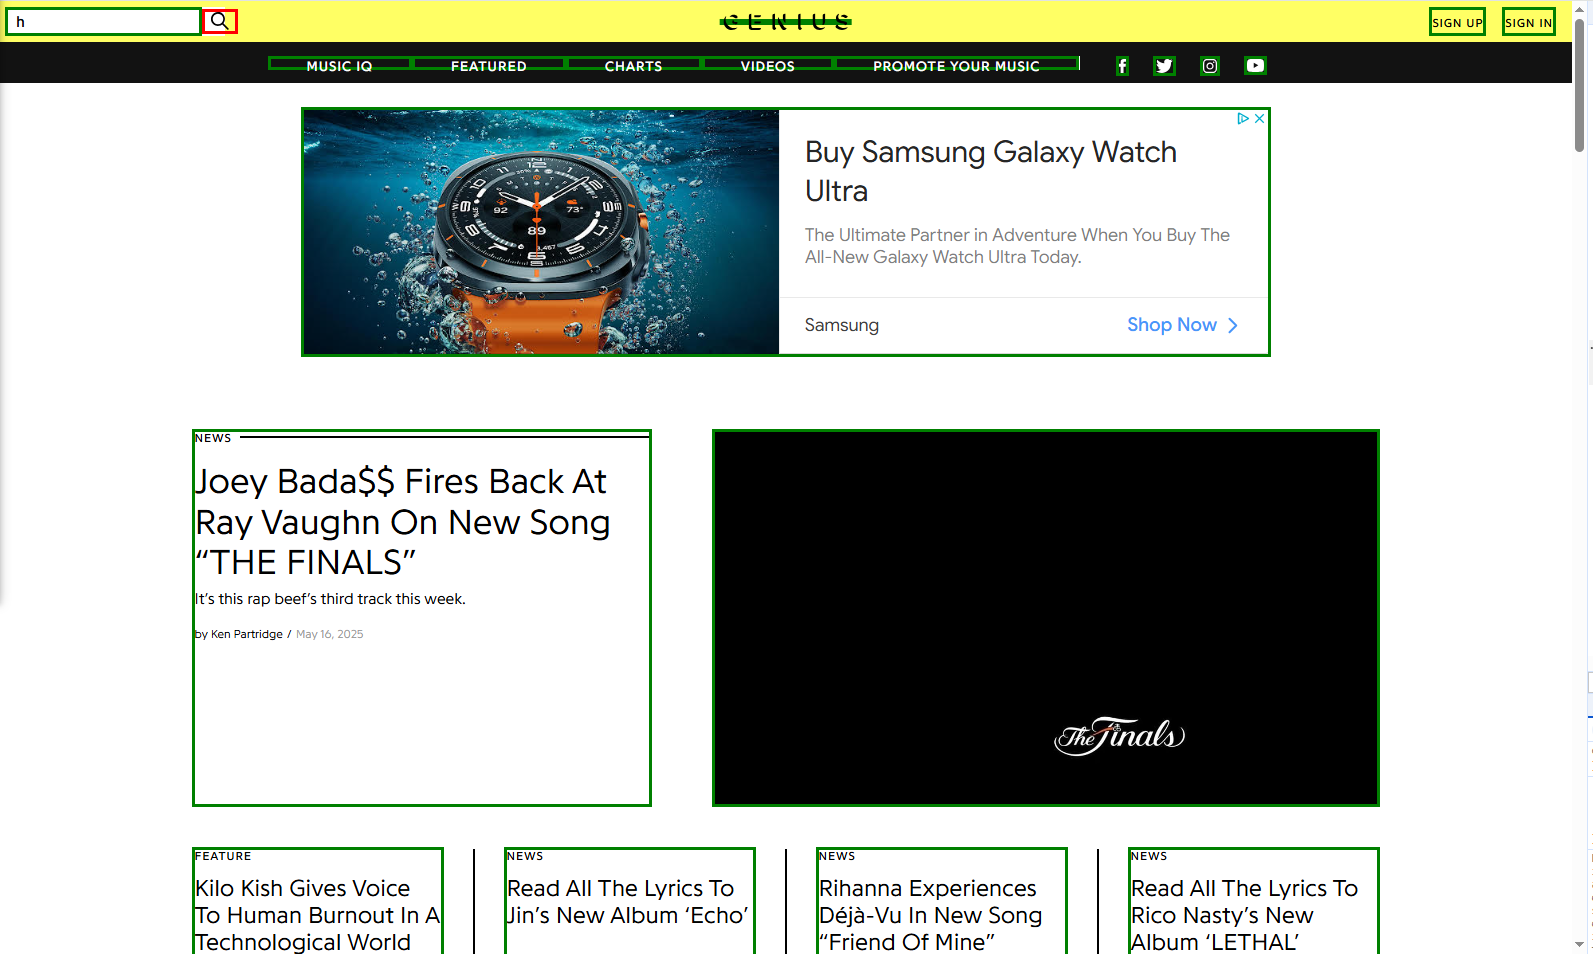 h
GENIUS
SIGN UP
SIGN IN
MUSIC IQ
FEATURED
CHARTS
VIDEOS
PROMOTE YOUR MUSIC
Buy Samsung Galaxy Watch
Ultra
The Ultimate Partner in Adventure When You Buy The
All-New Galaxy Watch Ultra Today.
Samsung
Shop Now
12
92
73°
89
NEWS
Joey Bada$$ Fires Back At
Ray Vaughn On New Song
“THE FINALS”
It’s this rap beef’s third track this week.
by Ken Partridge / May 16, 2025
The Finals
FEATURE
Kilo Kish Gives Voice
To Human Burnout In A
Technological World
NEWS
Read All The Lyrics To
Jin’s New Album ‘Echo’
NEWS
Rihanna Experiences
Déjà-Vu In New Song
“Friend Of Mine”
NEWS
Read All The Lyrics To
Rico Nasty’s New
Album ‘LETHAL’